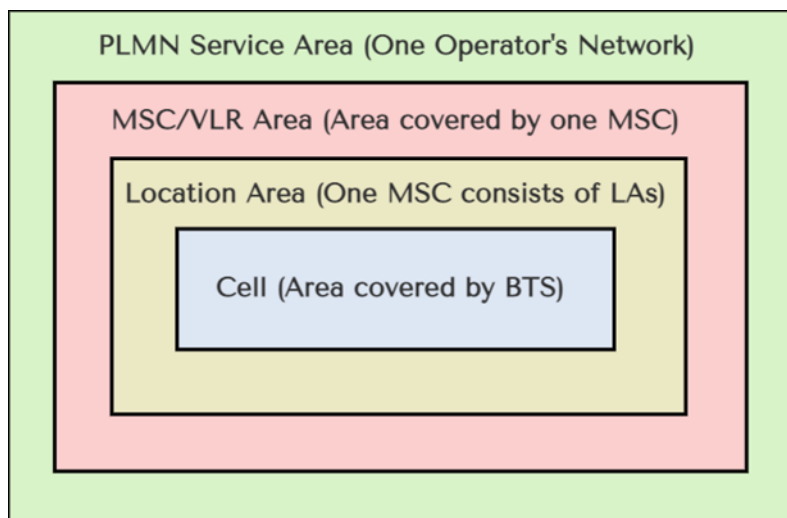 PLMN Service Area (One Operator's Network)
MSC/VLR Area (Area covered by one MSC)
Location Area (One MSC consists of LAs)
Cell (Area covered by BTS)